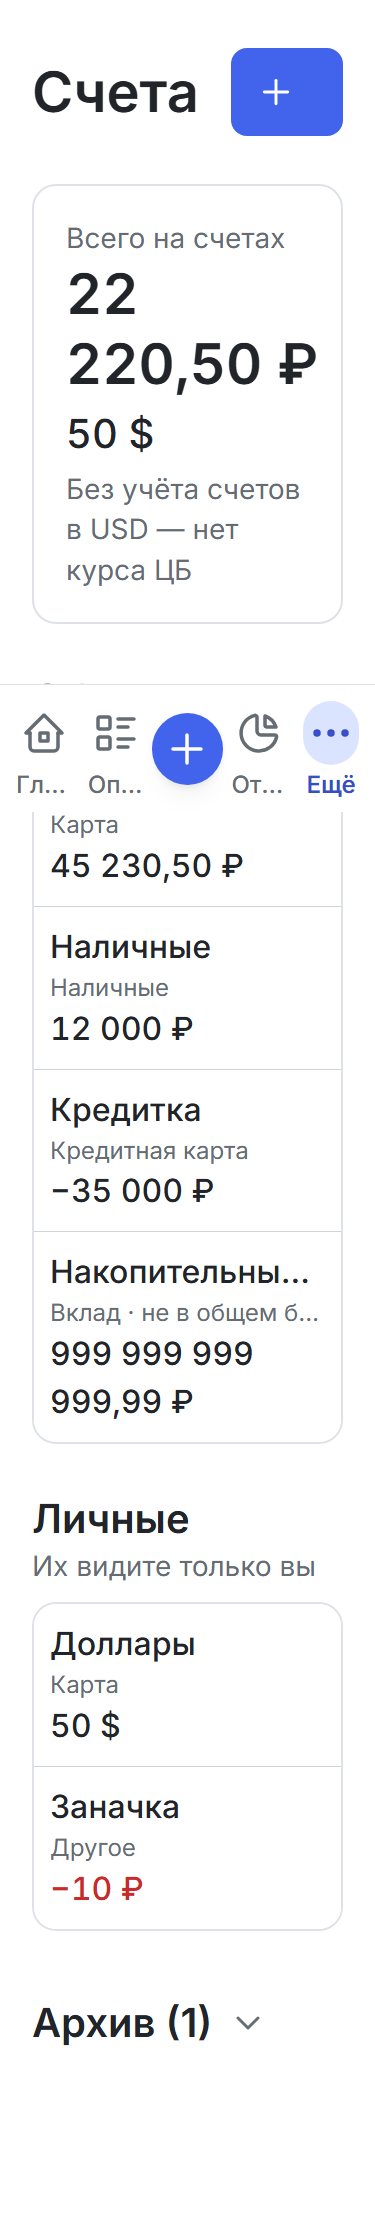 Счета
Всего на счетах
22
220,50 ₽
50 $
Без учёта счетов
в USD — нет
курса ЦБ
Гл...
Оп...
От...
Ещё
Карта
45 230,50 ₽
Наличные
Наличные
12 000 ₽
Кредитка
Кредитная карта
−35 000 ₽
Накопительны...
Вклад · не в общем б...
999 999 999
999,99 ₽
Личные
Их видите только вы
Доллары
Карта
50 $
Заначка
Другое
−10 ₽
Архив (1)